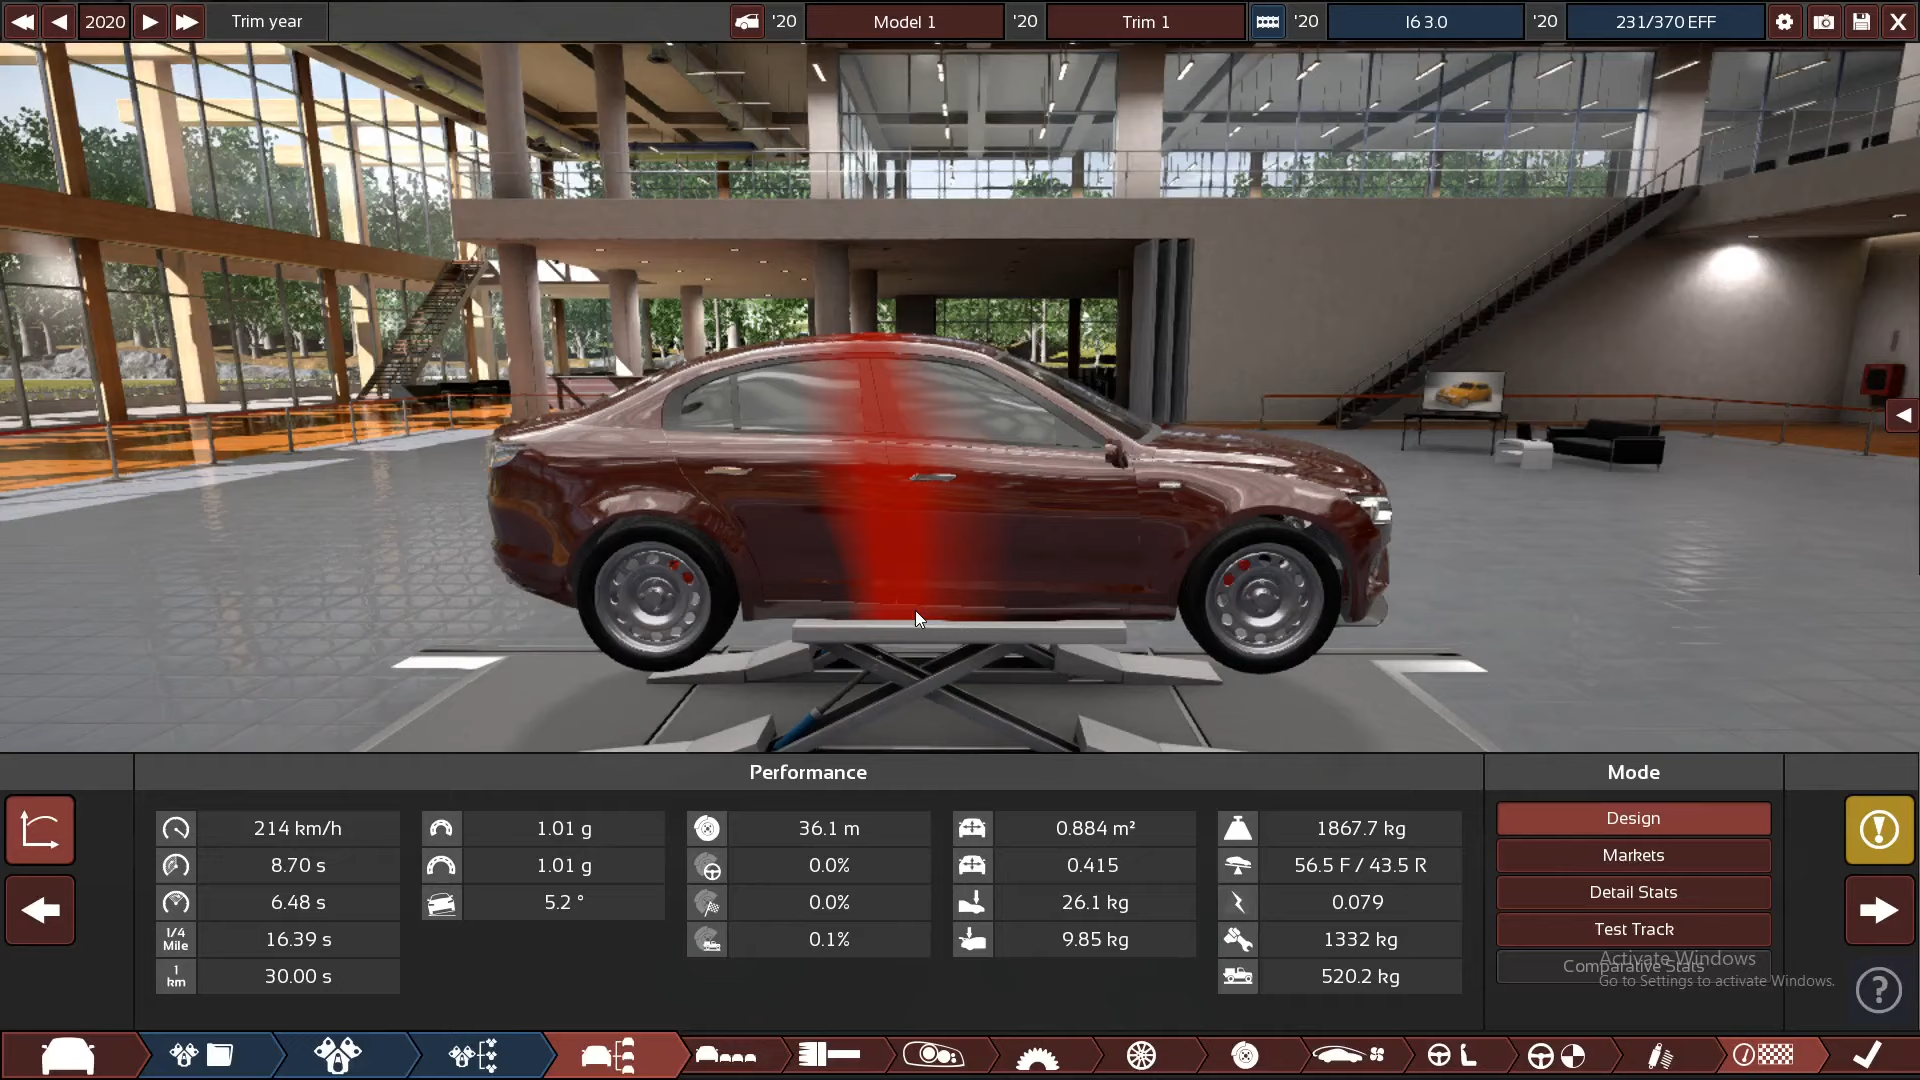 2020
Trim year
'20
Model 1
'20
Trim 1
'20
I6 3.0
'20
231/370 EFF
Performance
Mode
214 km/h
8.70 s
6.48 s
1/4 Mile
16.39 s
1 km
30.00 s
1.01 g
1.01 g
5.2 °
36.1 m
0.0%
0.0%
0.1%
0.884 m²
0.415
26.1 kg
9.85 kg
1867.7 kg
56.5 F / 43.5 R
0.079
1332 kg
520.2 kg
Design
Markets
Detail Stats
Test Track
Comparative Stats
Activate Windows
Go to Settings to activate Windows.